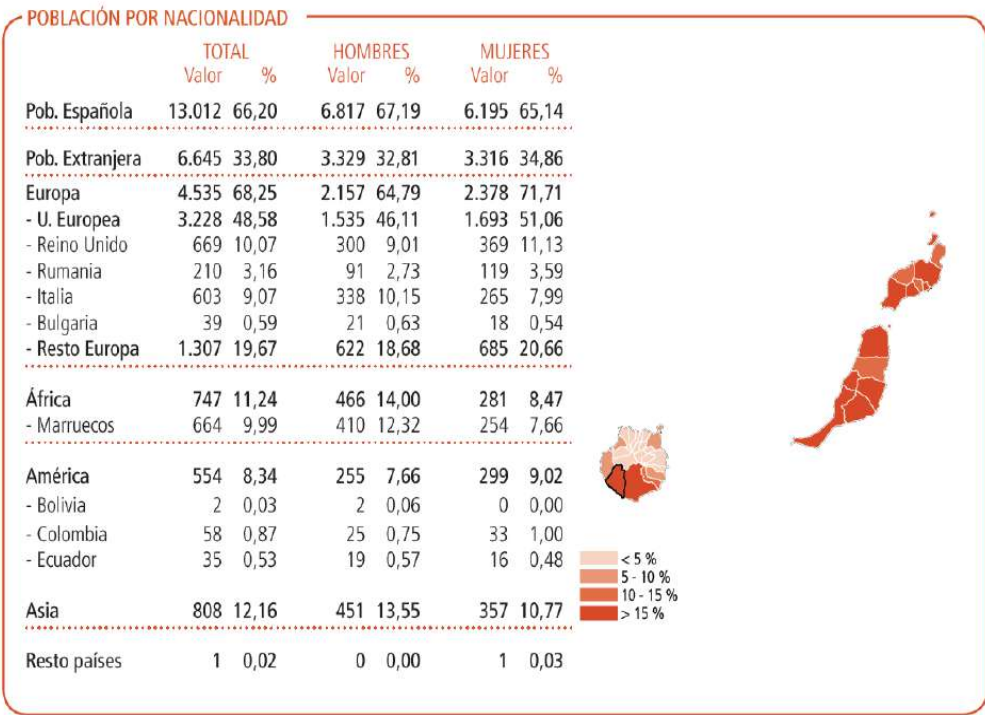 POBLACIÓN POR NACIONALIDAD
TOTAL HOMBRES MUJERES
Valor % Valor % Valor %
Pob. Española 13.012 66,20 6.817 67,19 6.195 65,14
Pob. Extranjera 6.645 33,80 3.329 32,81 3.316 34,86
Europa 4.535 68,25 2.157 64,79 2.378 71,71
- U. Europea 3.228 48,58 1.535 46,11 1.693 51,06
- Reino Unido 669 10,07 300 9,01 369 11,13
- Rumania 210 3,16 91 2,73 119 3,59
- Italia 603 9,07 338 10,15 265 7,99
- Bulgaria 39 0,59 21 0,63 18 0,54
- Resto Europa 1.307 19,67 622 18,68 685 20,66
África 747 11,24 466 14,00 281 8,47
- Marruecos 664 9,99 410 12,32 254 7,66
América 554 8,34 255 7,66 299 9,02
- Bolivia 2 0,03 2 0,06 0 0,00
- Colombia 58 0,87 25 0,75 33 1,00
- Ecuador 35 0,53 19 0,57 16 0,48
Asia 808 12,16 451 13,55 357 10,77
Resto países 1 0,02 0 0,00 1 0,03
< 5 %
5 - 10 %
10 - 15 %
> 15 %